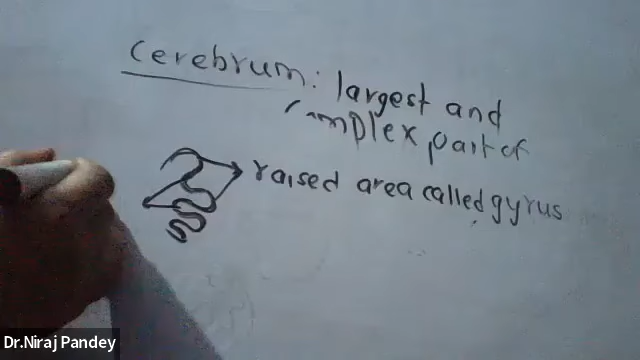 Cerebrum: largest and
complex part of
raised area called gyrus
Dr.Niraj Pandey